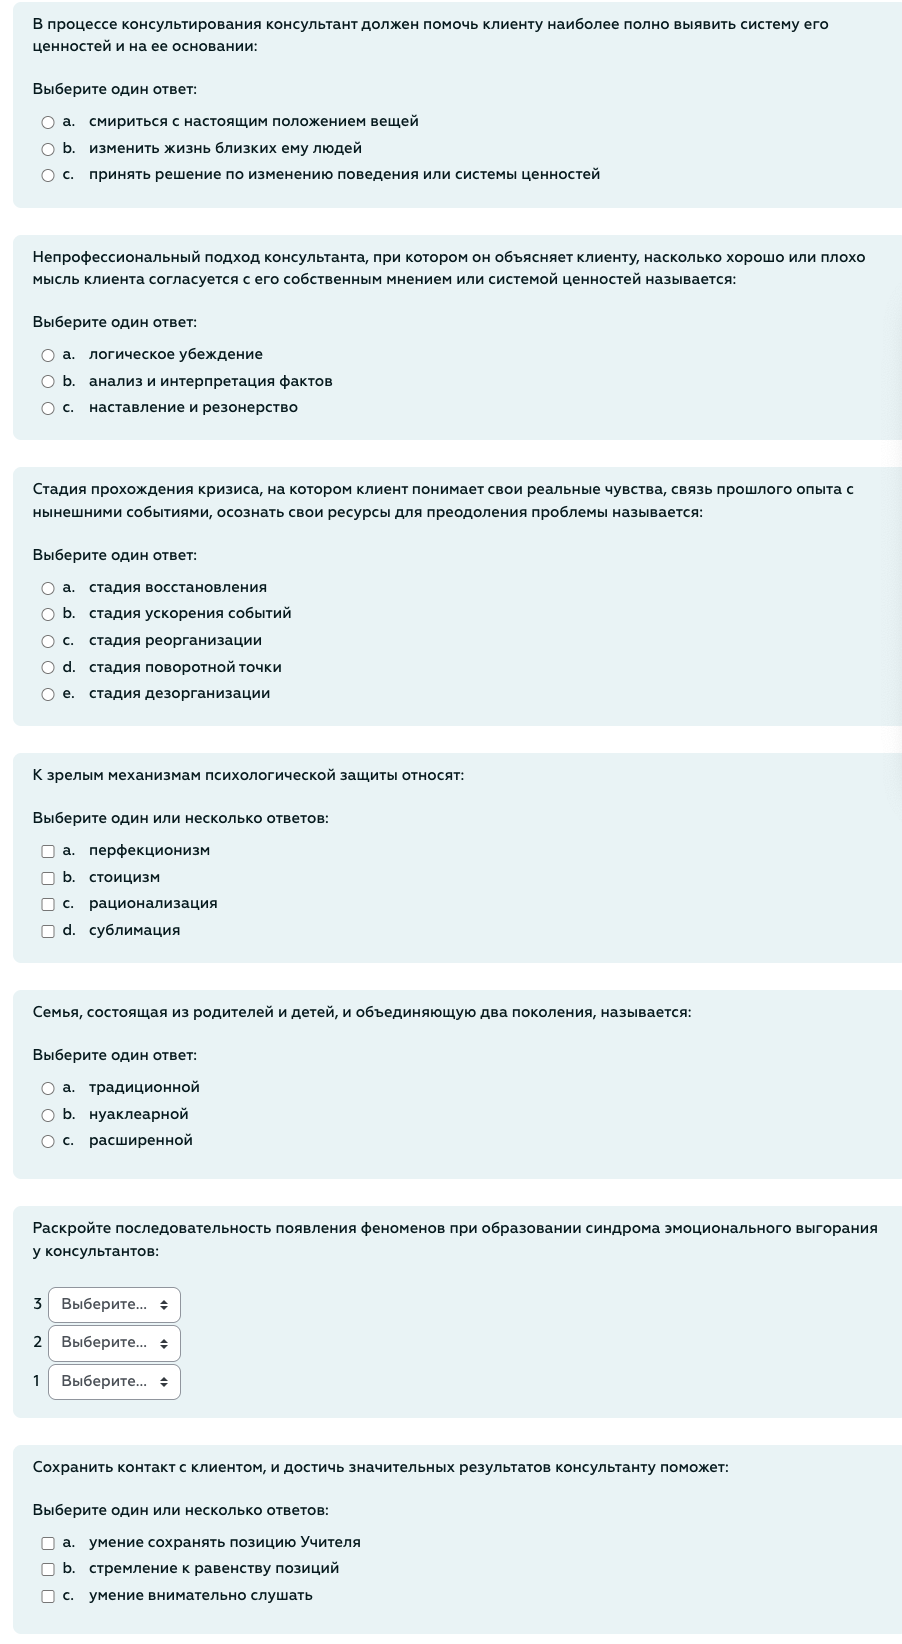 В процессе консультирования консультант должен помочь клиенту наиболее полно выявить систему его
ценностей и на ее основании:
Выберите один ответ:
a. смириться с настоящим положением вещей
b. изменить жизнь близких ему людей
c. принять решение по изменению поведения или системы ценностей
Непрофессиональный подход консультанта, при котором он объясняет клиенту, насколько хорошо или плохо
мысль клиента согласуется с его собственным мнением или системой ценностей называется:
Выберите один ответ:
a. логическое убеждение
b. анализ и интерпретация фактов
c. наставление и резонерство
Стадия прохождения кризиса, на котором клиент понимает свои реальные чувства, связь прошлого опыта с
нынешними событиями, осознать свои ресурсы для преодоления проблемы называется:
Выберите один ответ:
a. стадия восстановления
b. стадия ускорения событий
c. стадия реорганизации
d. стадия поворотной точки
e. стадия дезорганизации
К зрелым механизмам психологической защиты относят:
Выберите один или несколько ответов:
a. перфекционизм
b. стоицизм
c. рационализация
d. сублимация
Семья, состоящая из родителей и детей, и объединяющую два поколения, называется:
Выберите один ответ:
a. традиционной
b. нуаклеарной
c. расширенной
Раскройте последовательность появления феноменов при образовании синдрома эмоционального выгорания
у консультантов:
3 Выберите...
2 Выберите...
1 Выберите...
Сохранить контакт с клиентом, и достичь значительных результатов консультанту поможет:
Выберите один или несколько ответов:
a. умение сохранять позицию Учителя
b. стремление к равенству позиций
c. умение внимательно слушать